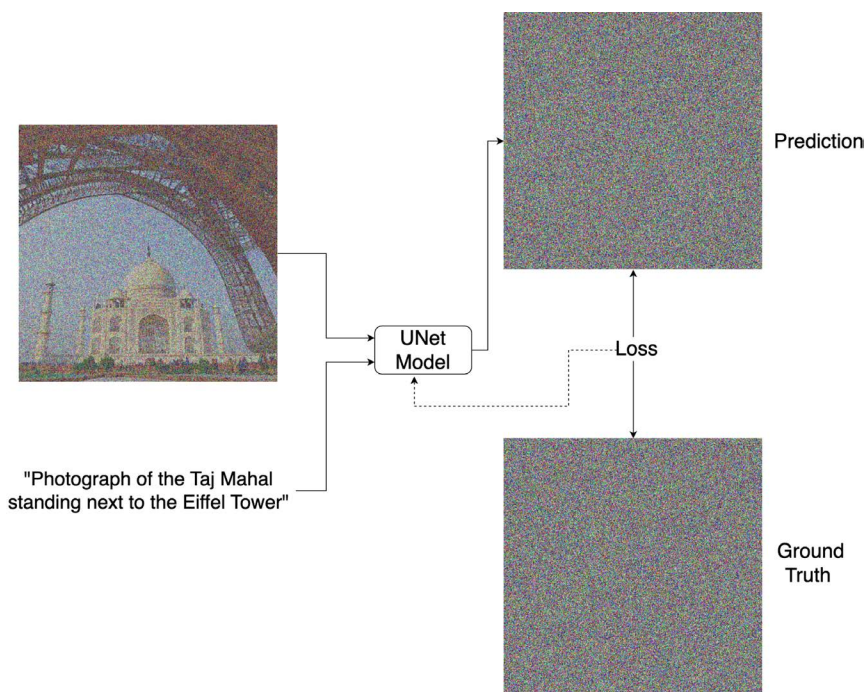 Prediction
UNet
Model
Loss
"Photograph of the Taj Mahal
standing next to the Eiffel Tower"
Ground
Truth